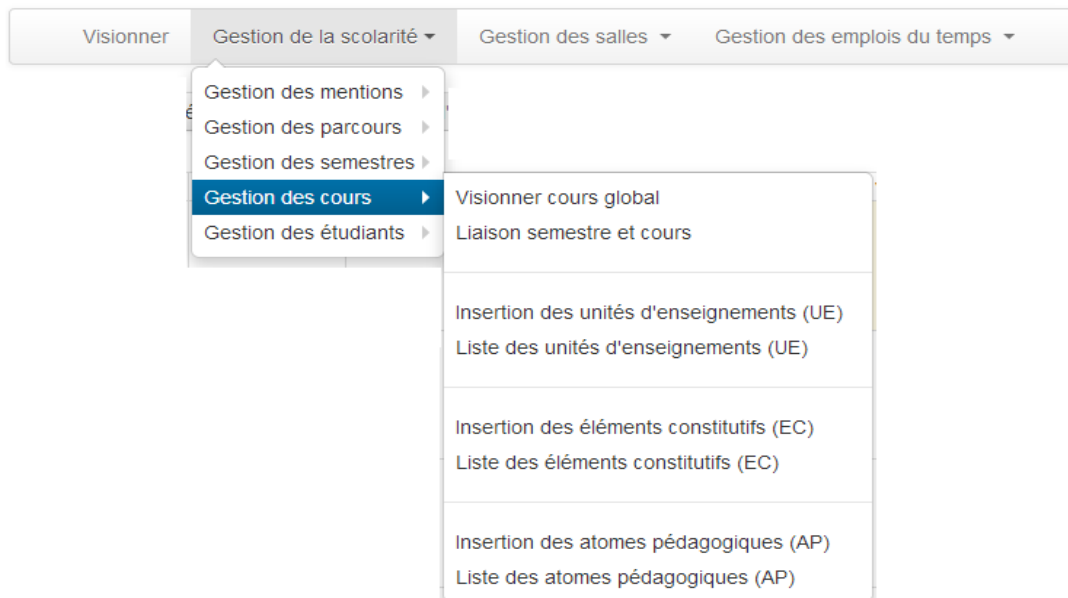 Visionner Gestion de la scolarité Gestion des salles Gestion des emplois du temps
Gestion des mentions
Gestion des parcours
Gestion des semestres
Gestion des cours
Gestion des étudiants
Visionner cours global
Liaison semestre et cours
Insertion des unités d'enseignements (UE)
Liste des unités d'enseignements (UE)
Insertion des éléments constitutifs (EC)
Liste des éléments constitutifs (EC)
Insertion des atomes pédagogiques (AP)
Liste des atomes pédagogiques (AP)